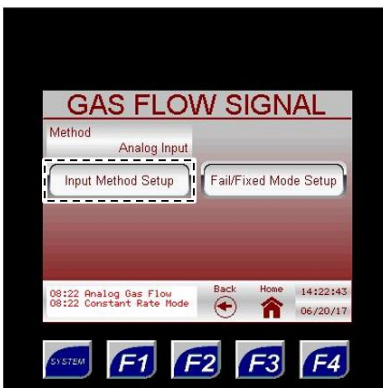 GAS FLOW SIGNAL
Method
Analog Input
Input Method Setup
Fail/Fixed Mode Setup
08:22 Analog Gas Flow
08:22 Constant Rate Mode
Back
Home
14:22:43
06/20/17
SYSTEM
F1
F2
F3
F4